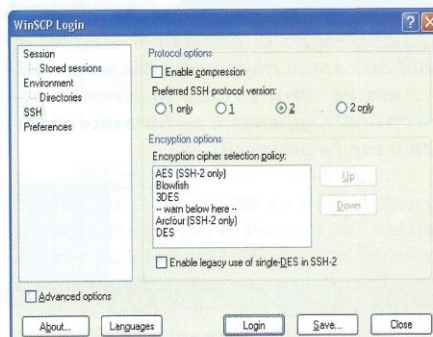 WinSCP Login
Session
Stored sessions
Environment
Directories
SSH
Preferences
Protocol options
Enable compression
Preferred SSH protocol version:
1 only 1 2 2 only
Encryption options
Encryption cipher selection policy:
AES (SSH-2 only)
Blowfish
3DES
-- warn below here --
Arcfour (SSH-2 only)
DES
Up
Down
Enable legacy use of single-DES in SSH-2
Advanced options
About... Languages Login Save... Close